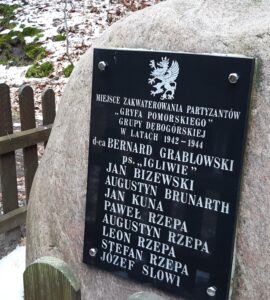 MIEJSCE ZAKWATEROWANIA PARTYZANTÓW
„GRYFA POMORSKIEGO"
GRUPY DĘBOGÓRSKIEJ
W LATACH 1942 – 1944
d-ca BERNARD GRABLOWSKI
ps. „IGLIWIE"
JAN BIZEWSKI
AUGUSTYN BRUNARTH
JAN KUNA
PAWEŁ RZEPA
AUGUSTYN RZEPA
LEON RZEPA
STEFAN RZEPA
JÓZEF SŁOWI